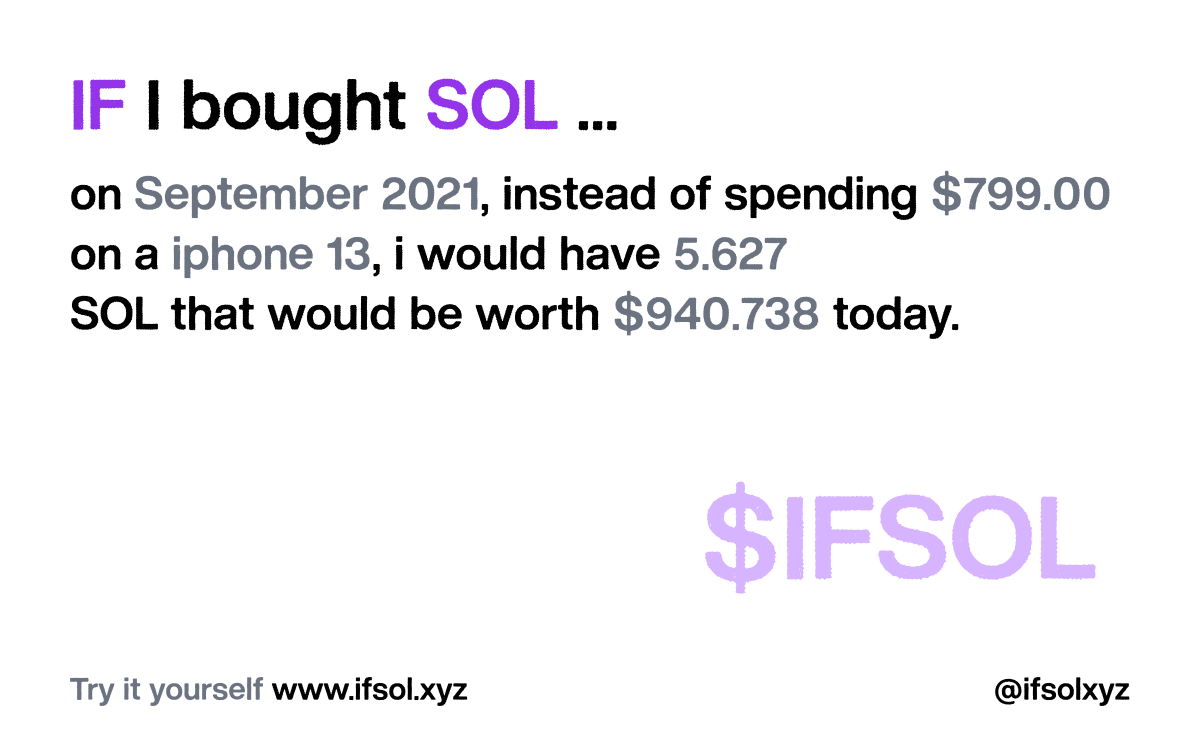 IF I bought SOL ...
on September 2021, instead of spending $799.00
on a iphone 13, i would have 5.627
SOL that would be worth $940.738 today.
$IFSOL
Try it yourself www.ifsol.xyz
@ifsolxyz